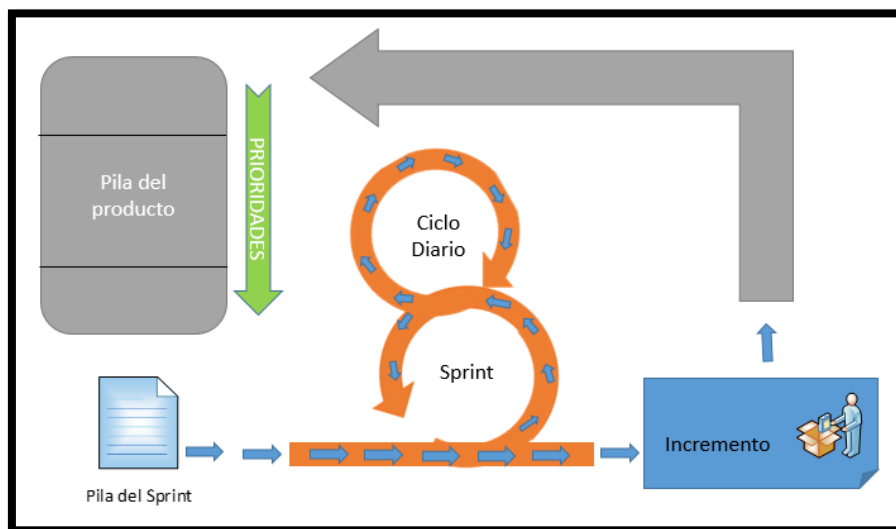 Pila del
producto
PRIORIDADES
Ciclo
Diario
Sprint
Incremento
Pila del Sprint